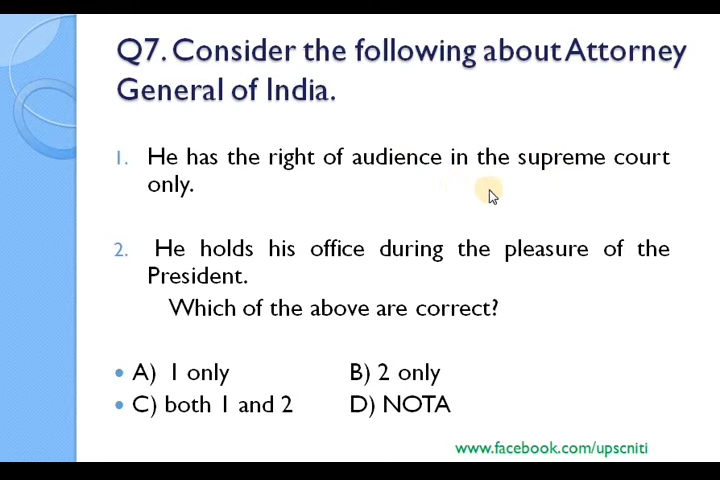 Q7. Consider the following about Attorney
General of India.
1. He has the right of audience in the supreme court
only.
2. He holds his office during the pleasure of the
President.
Which of the above are correct?
• A) 1 only B) 2 only
• C) both 1 and 2 D) NOTA
www.facebook.com/upscniti